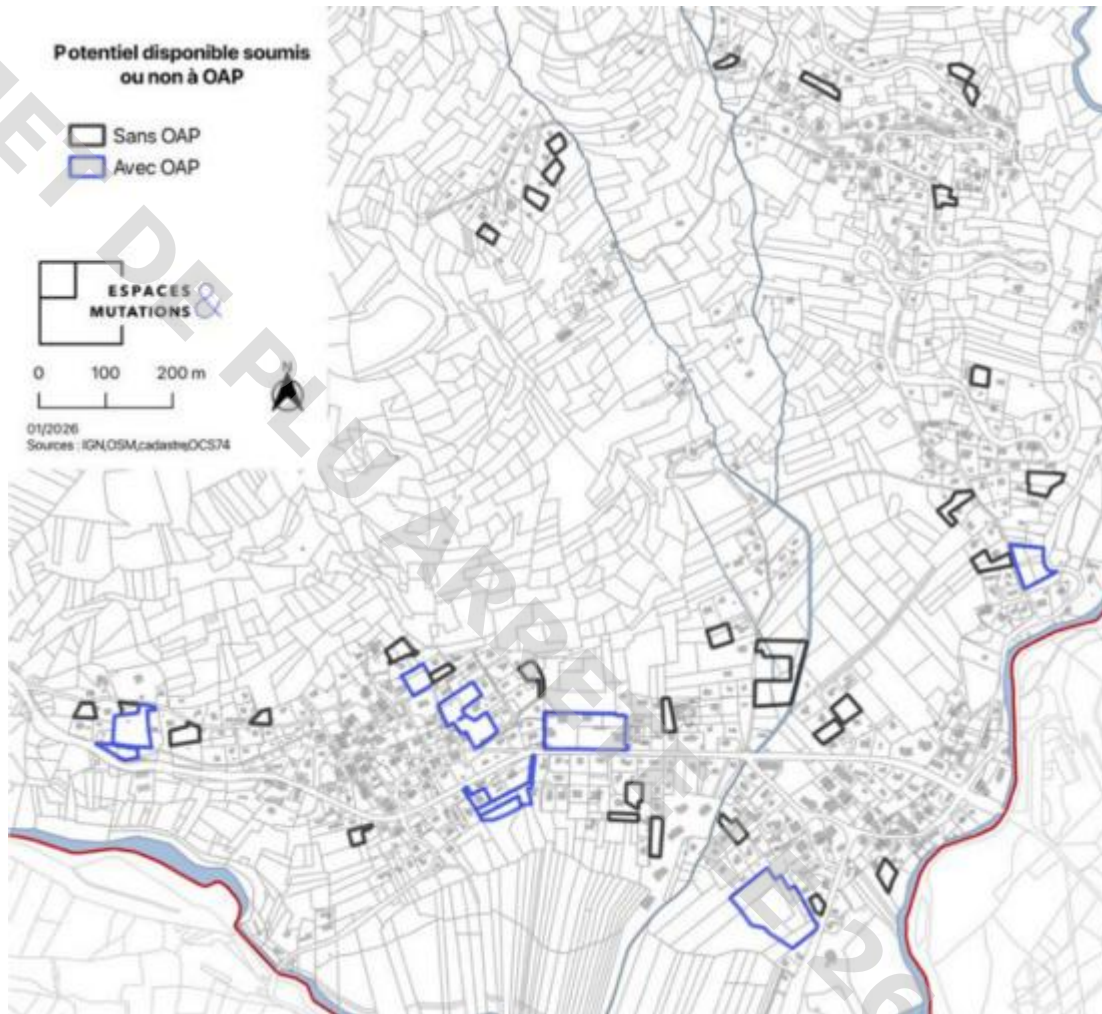 Potentiel disponible soumis
ou non à OAP
Sans OAP
Avec OAP
ESPACES &
MUTATIONS
N
0 100 200 m
01/2026
Sources : IGN,OSM,cadastre,OCS74